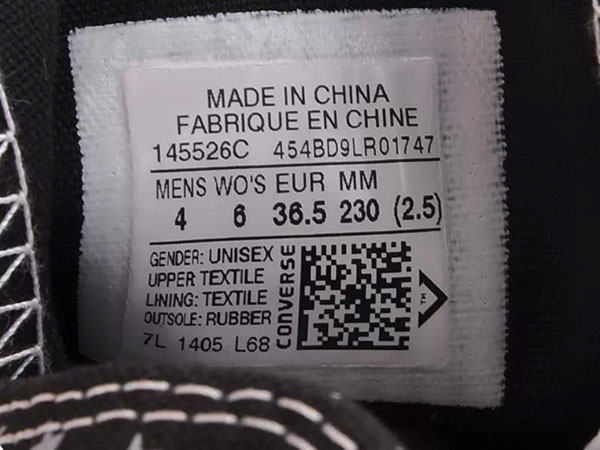 MADE IN CHINA
FABRIQUE EN CHINE
145526C 454BD9LR01747
MENS WO'S EUR MM
4 6 36.5 230 (2.5)
GENDER: UNISEX
UPPER TEXTILE
LINING: TEXTILE
OUTSOLE: RUBBER
7L 1405 L68
CONVERSE
TM